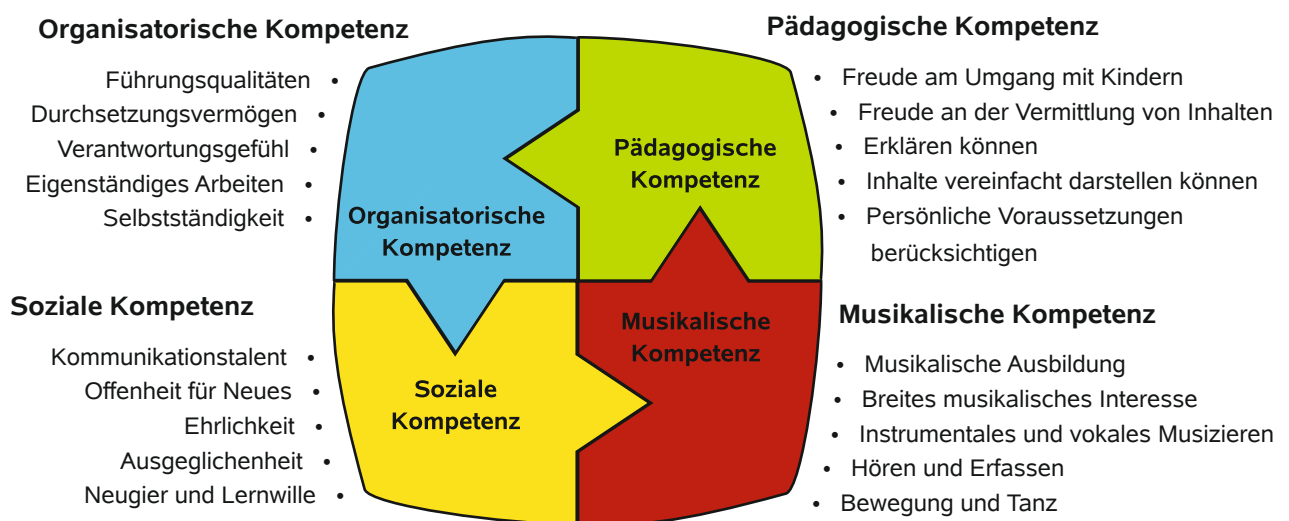 Organisatorische Kompetenz
Führungsqualitäten •
Durchsetzungsvermögen •
Verantwortungsgefühl •
Eigenständiges Arbeiten •
Selbstständigkeit •
Pädagogische Kompetenz
• Freude am Umgang mit Kindern
• Freude an der Vermittlung von Inhalten
• Erklären können
• Inhalte vereinfacht darstellen können
• Persönliche Voraussetzungen
berücksichtigen
Organisatorische
Kompetenz
Pädagogische
Kompetenz
Soziale
Kompetenz
Musikalische
Kompetenz
Soziale Kompetenz
Kommunikationstalent •
Offenheit für Neues •
Ehrlichkeit •
Ausgeglichenheit •
Neugier und Lernwille •
Musikalische Kompetenz
• Musikalische Ausbildung
• Breites musikalisches Interesse
• Instrumentales und vokales Musizieren
• Hören und Erfassen
• Bewegung und Tanz